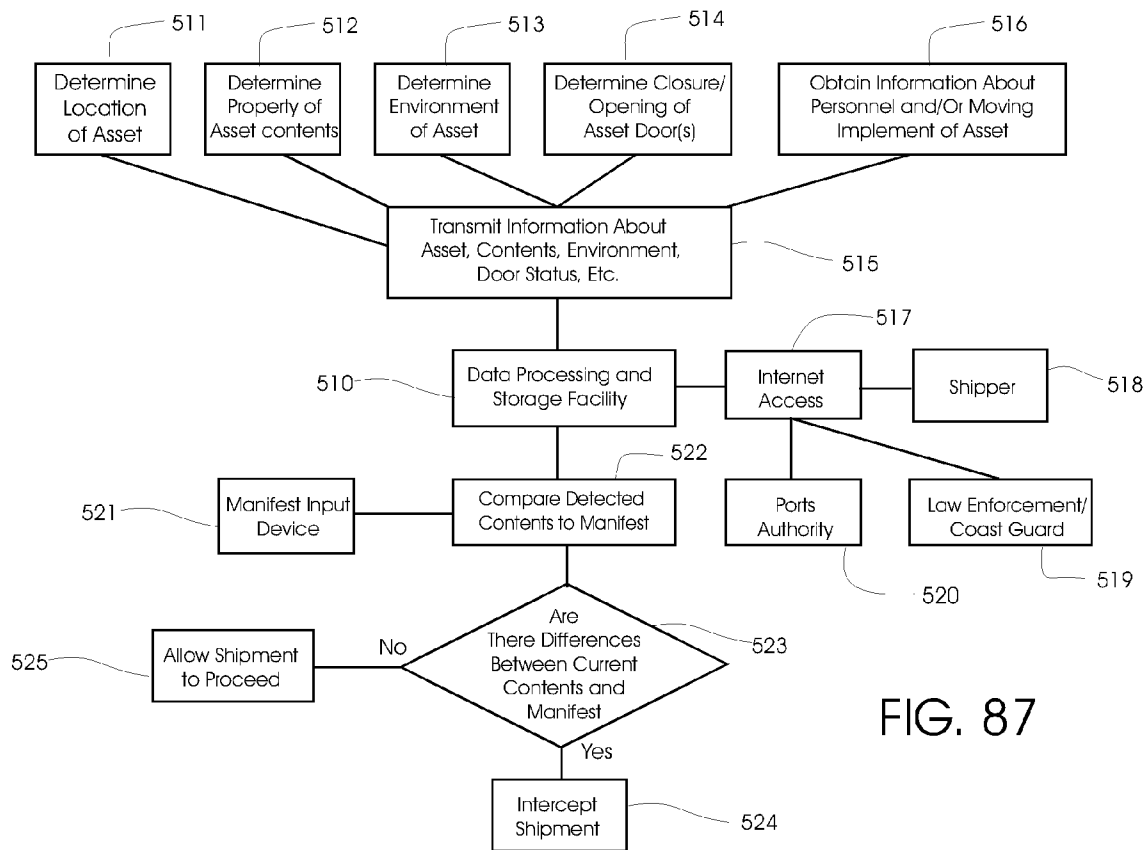 511
512
513
514
516
Determine
Location
of Asset
Determine
Property of
Asset contents
Determine
Environment
of Asset
Determine Closure/
Opening of
Asset Door(s)
Obtain Information About
Personnel and/Or Moving
Implement of Asset
Transmit Information About
Asset, Contents, Environment,
Door Status, Etc.
515
510
Data Processing and
Storage Facility
517
Internet
Access
Shipper
518
521
Manifest Input
Device
522
Compare Detected
Contents to Manifest
Ports
Authority
520
Law Enforcement/
Coast Guard
519
Are
There Differences
Between Current
Contents and
Manifest
523
No
525
Allow Shipment
to Proceed
Yes
Intercept
Shipment
524
FIG. 87